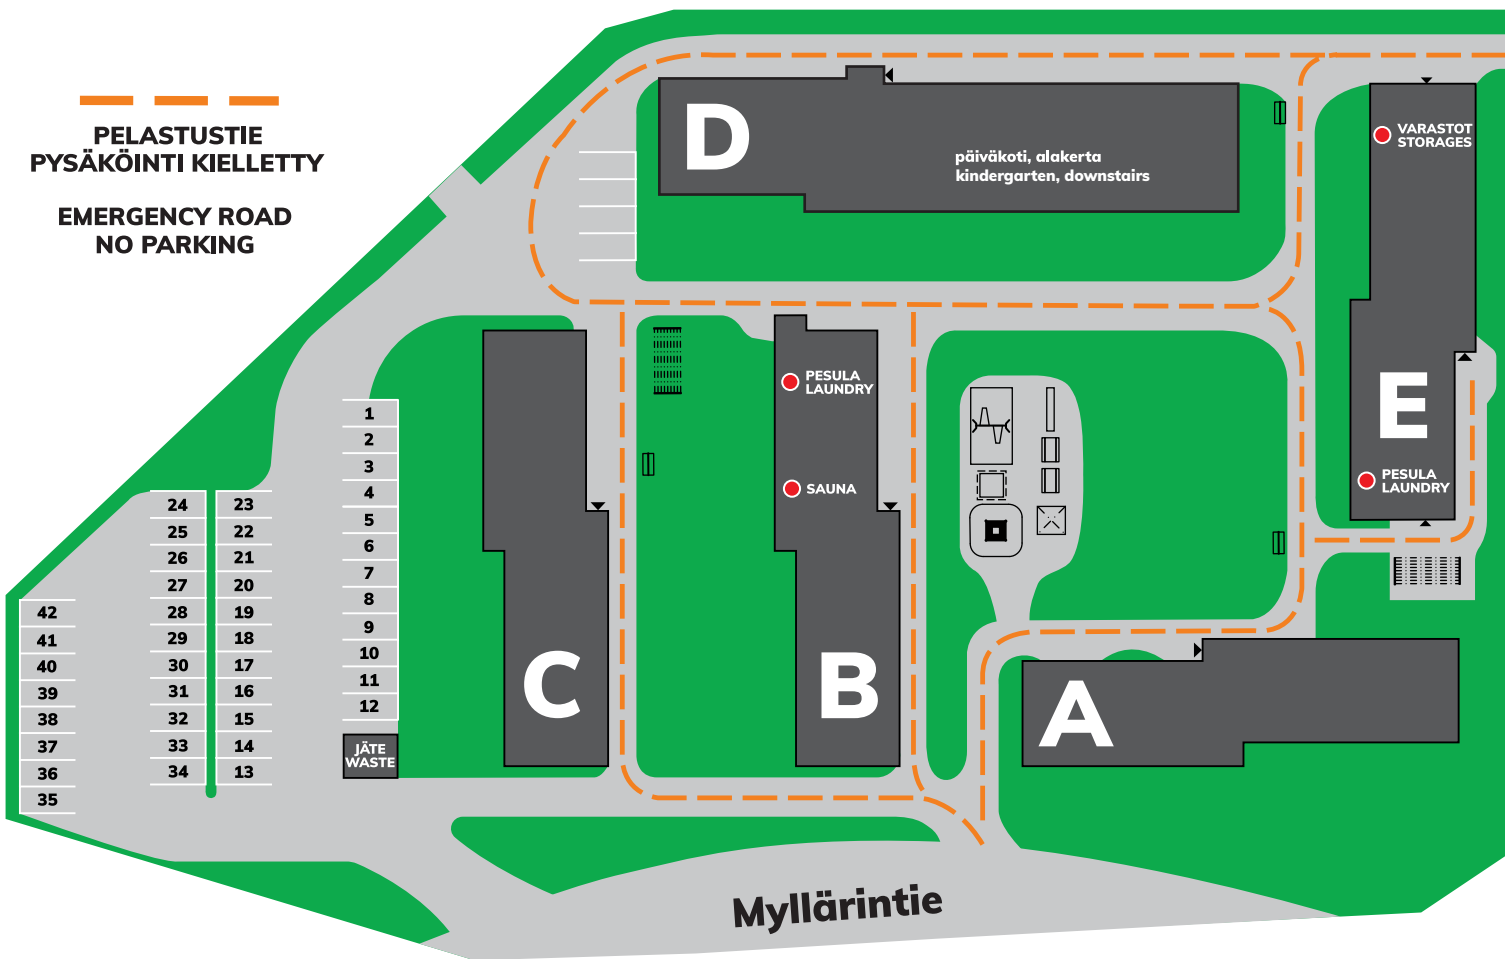 PELASTUSTIE
PYSÄKÖINTI KIELLETTY
EMERGENCY ROAD
NO PARKING
D
päiväkoti, alakerta
kindergarten, downstairs
VARASTOT
STORAGES
E
PESULA
LAUNDRY
PESULA
LAUNDRY
SAUNA
C
B
A
1
2
3
4
5
6
7
8
9
10
11
12
JÄTE
WASTE
24
25
26
27
28
29
30
31
32
33
34
23
22
21
20
19
18
17
16
15
14
13
42
41
40
39
38
37
36
35
Myllärintie